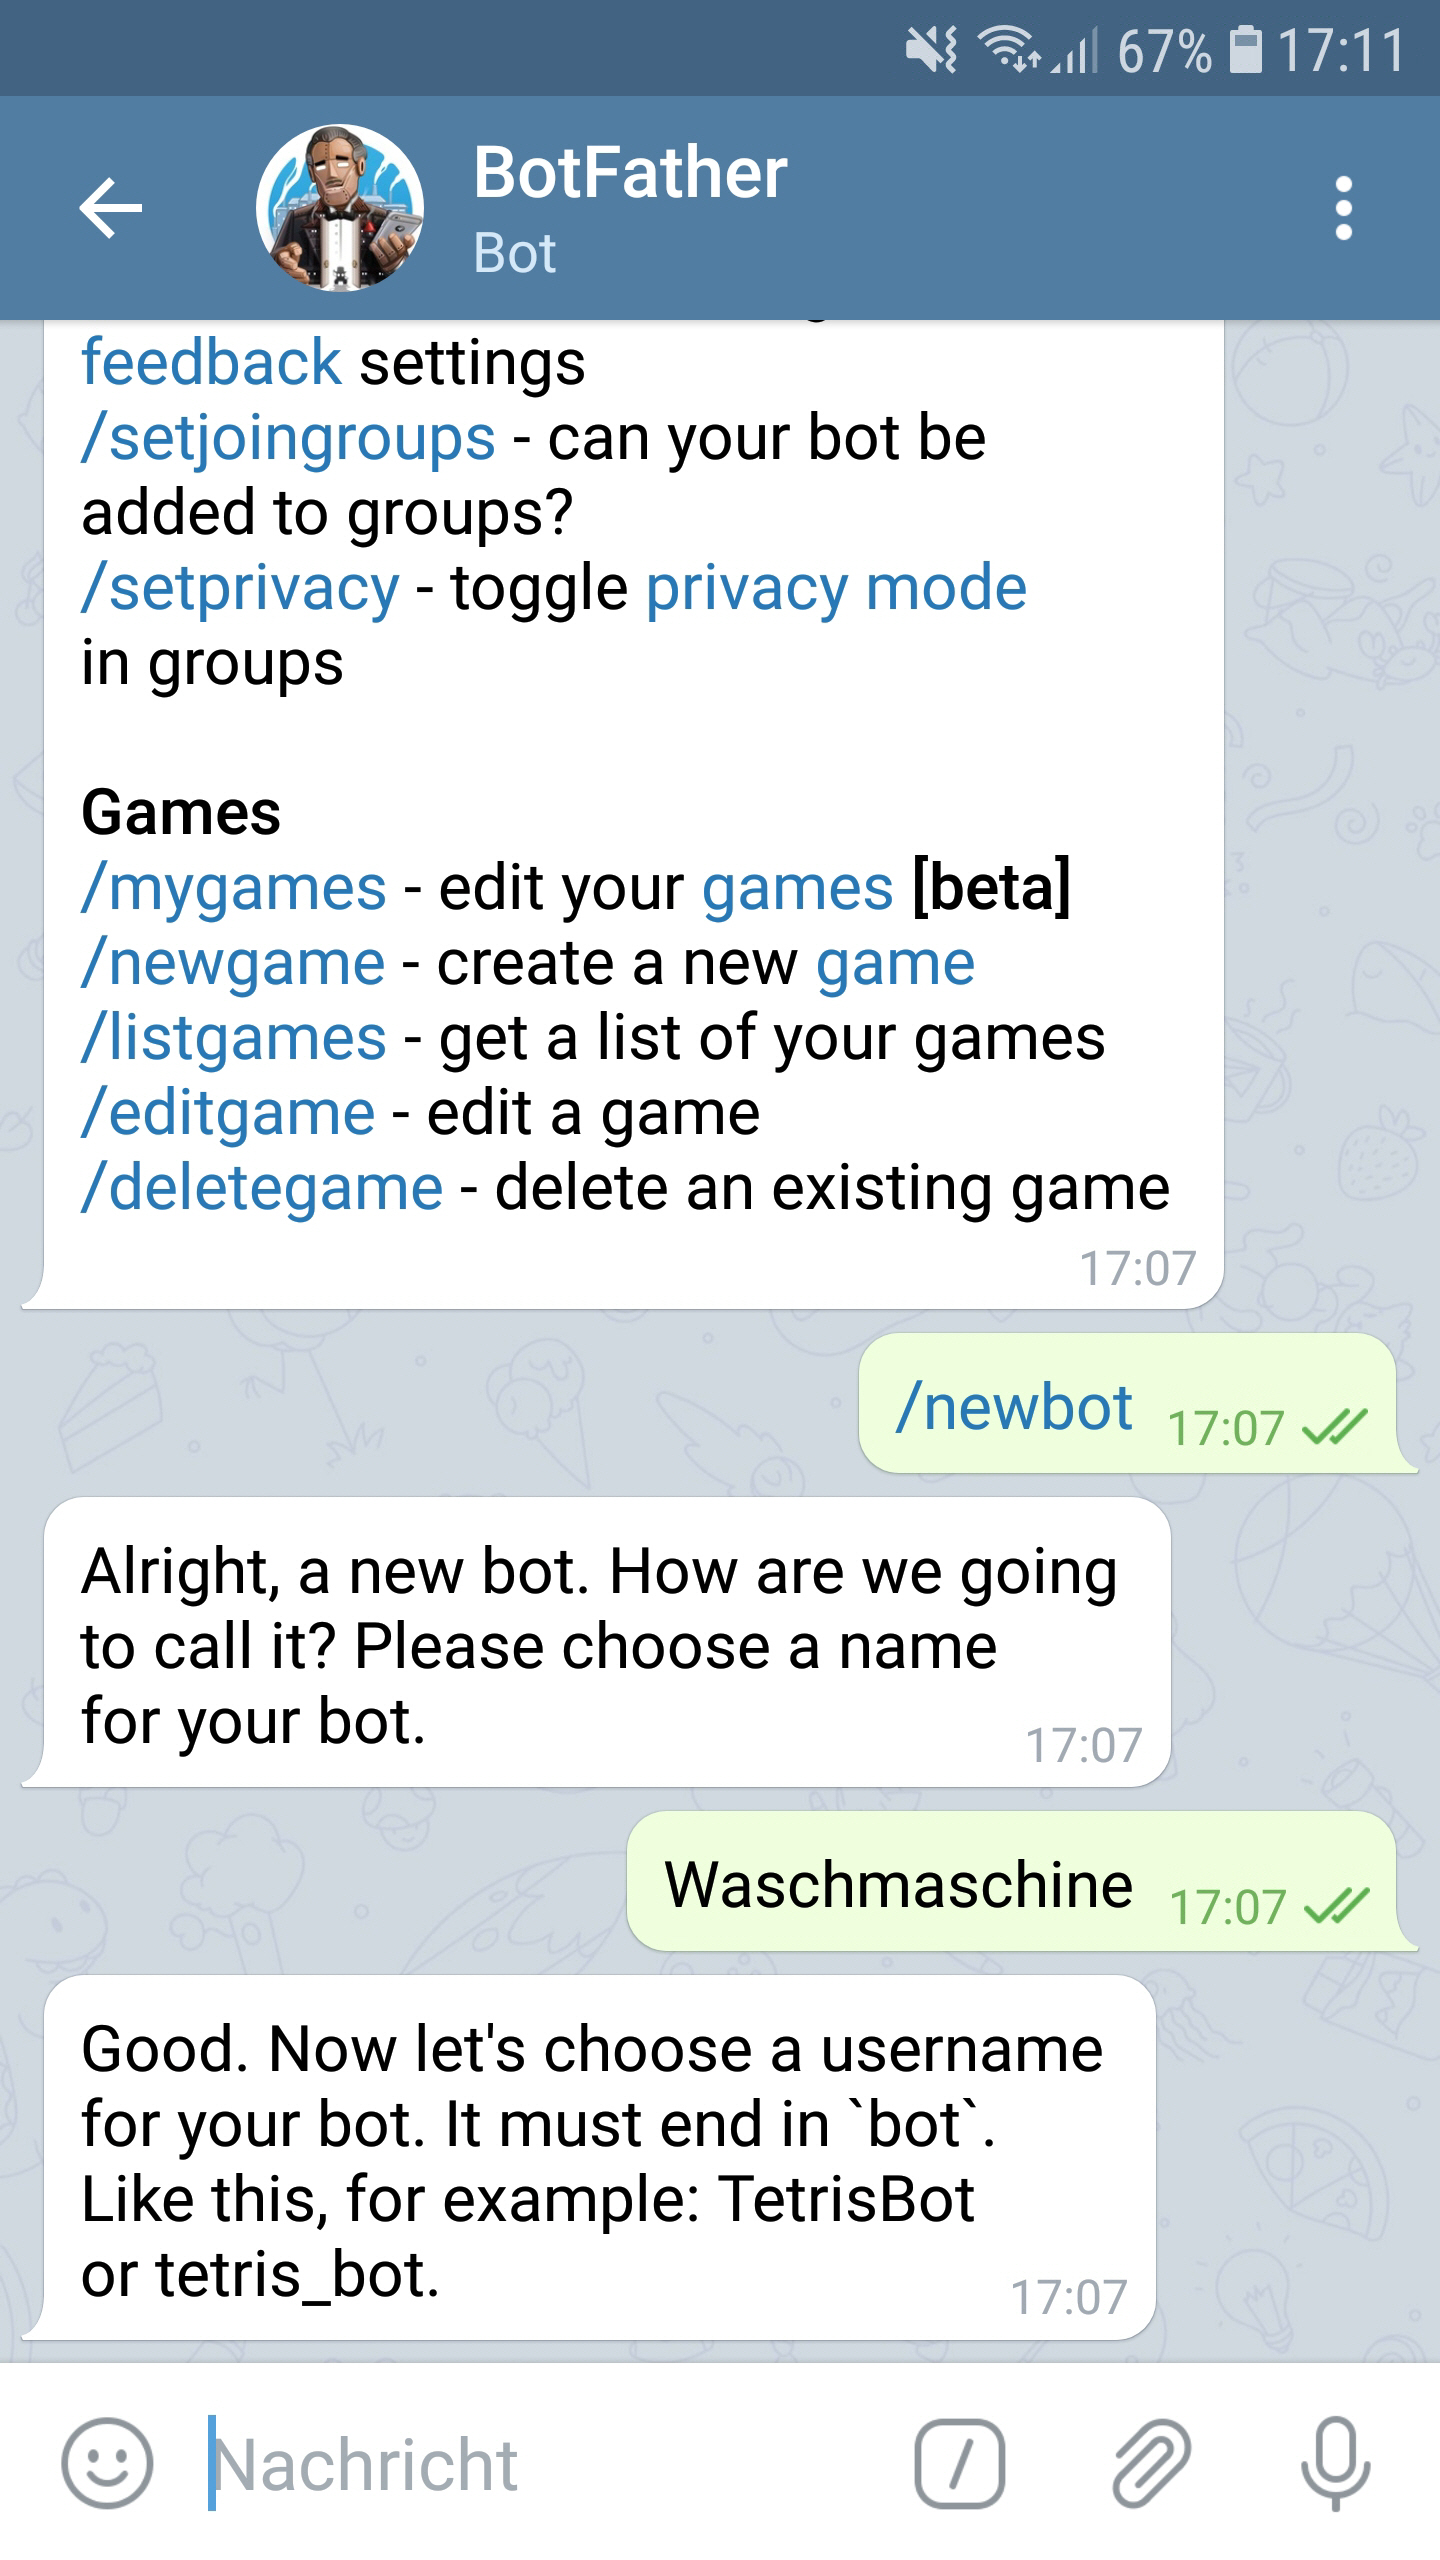 67% 17:11
BotFather
Bot
feedback settings
/setjoingroups - can your bot be
added to groups?
/setprivacy - toggle privacy mode
in groups
Games
/mygames - edit your games [beta]
/newgame - create a new game
/listgames - get a list of your games
/editgame - edit a game
/deletegame - delete an existing game
17:07
/newbot 17:07
Alright, a new bot. How are we going
to call it? Please choose a name
for your bot.
17:07
Waschmaschine 17:07
Good. Now let's choose a username
for your bot. It must end in `bot`.
Like this, for example: TetrisBot
or tetris_bot.
17:07
Nachricht